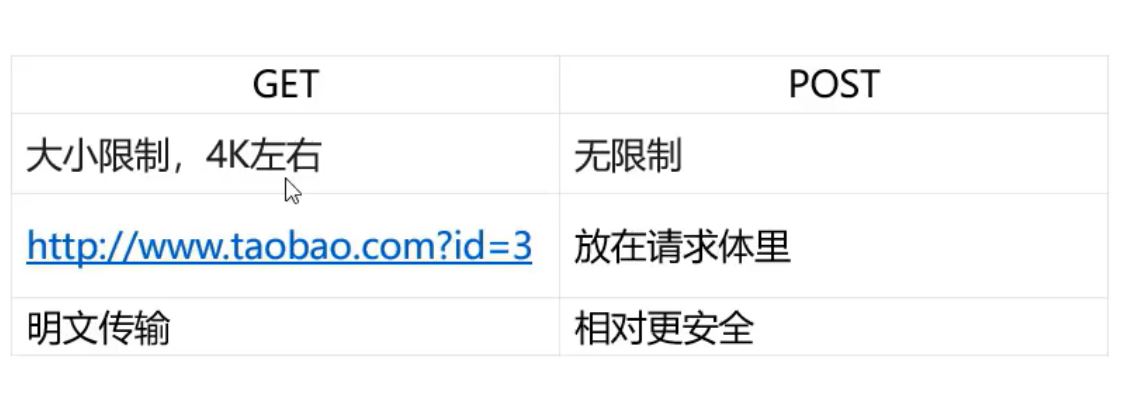 GET
POST
大小限制，4K左右
无限制
http://www.taobao.com?id=3
放在请求体里
明文传输
相对更安全